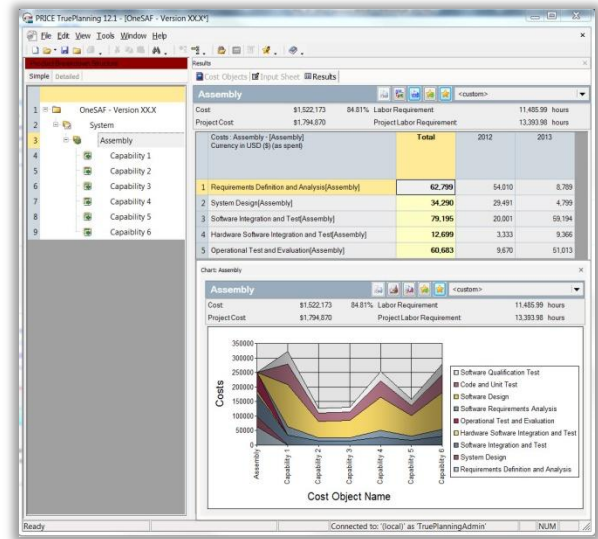 PRICE TruePlanning 12.1 - [OneSAF - Version XX.X*]
File Edit View Tools Window Help
Results
Simple Detailed
Cost Objects Input Sheet Results
1 OneSAF - Version XX.X
2 System
3 Assembly
4 Capability 1
5 Capability 2
6 Capability 3
7 Capability 4
8 Capability 5
9 Capability 6
Assembly <custom>
Cost $1,522,173 84.81% Labor Requirement 11,485.99 hours
Project Cost $1,794,870 Project Labor Requirement 13,393.98 hours
Costs : Assembly - [Assembly] Total 2012 2013
Currency in USD ($) (as spent)
1 Requirements Definition and Analysis[Assembly] 62,799 54,010 8,789
2 System Design[Assembly] 34,290 29,491 4,799
3 Software Integration and Test[Assembly] 79,195 20,001 59,194
4 Hardware Software Integration and Test[Assembly] 12,699 3,333 9,366
5 Operational Test and Evaluation[Assembly] 60,683 9,670 51,013
Chart: Assembly
Assembly <custom>
Cost $1,522,173 84.81% Labor Requirement 11,485.99 hours
Project Cost $1,794,870 Project Labor Requirement 13,393.98 hours
Costs
350000
300000
250000
200000
150000
100000
50000
0
Assembly
Capability 1
Capability 2
Capability 3
Capability 4
Capability 5
Capability 6
Cost Object Name
Software Qualification Test
Code and Unit Test
Software Design
Software Requirements Analysis
Operational Test and Evaluation
Hardware Software Integration and Test
Software Integration and Test
System Design
Requirements Definition and Analysis
Ready Connected to: '(local)' as 'TruePlanningAdmin' NUM